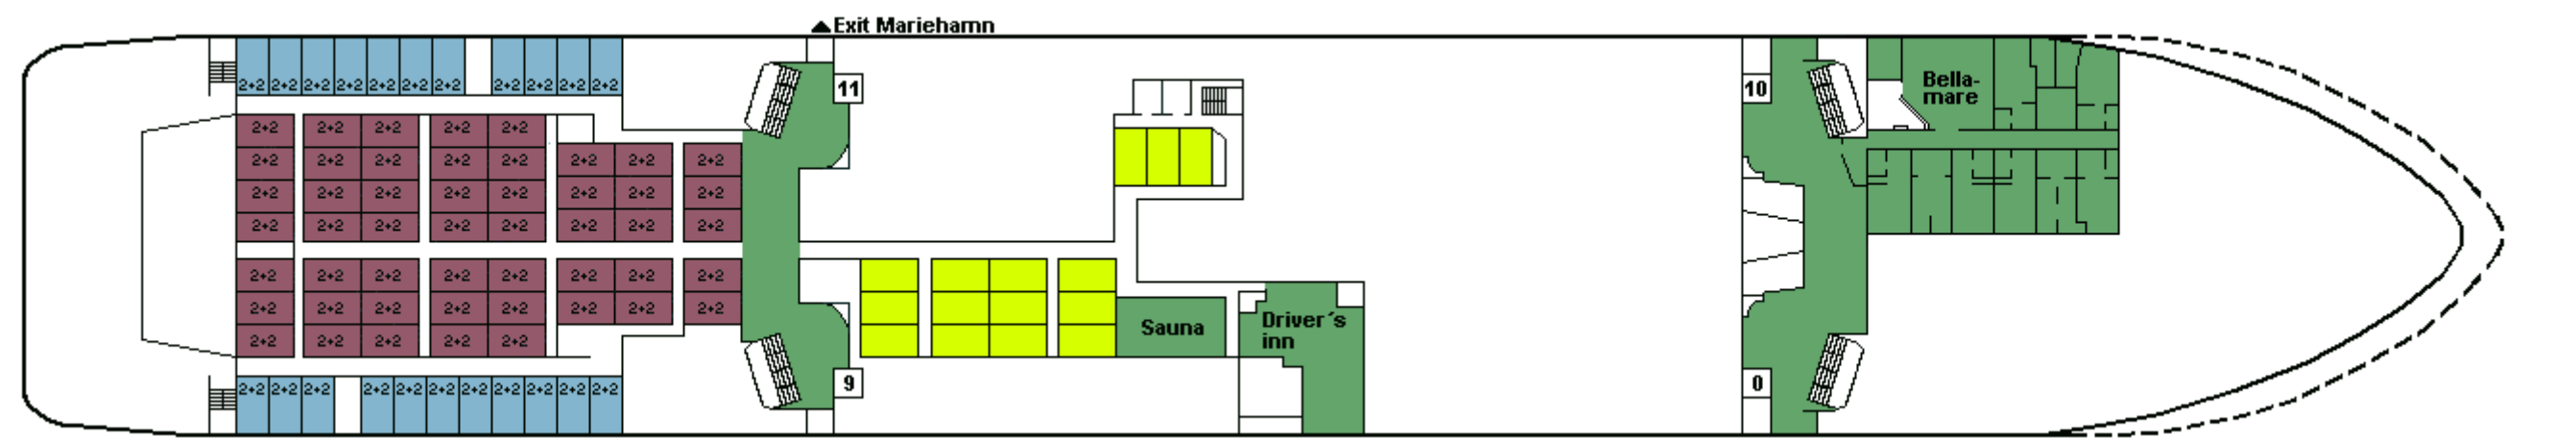 Exit Mariehamn
2+2 2+2 2+2 2+2 2+2 2+2 2+2 2+2 2+2 2+2 2+2
11
10
Bella-
mare
2+2 2+2 2+2 2+2 2+2
2+2 2+2 2+2 2+2 2+2 2+2 2+2 2+2
2+2 2+2 2+2 2+2 2+2 2+2 2+2 2+2
2+2 2+2 2+2 2+2 2+2 2+2 2+2 2+2
2+2 2+2 2+2 2+2 2+2 2+2 2+2 2+2
2+2 2+2 2+2 2+2 2+2 2+2 2+2 2+2
2+2 2+2 2+2 2+2 2+2
Sauna
Driver´s
inn
2+2 2+2 2+2 2+2 2+2 2+2 2+2 2+2 2+2 2+2 2+2
9
0